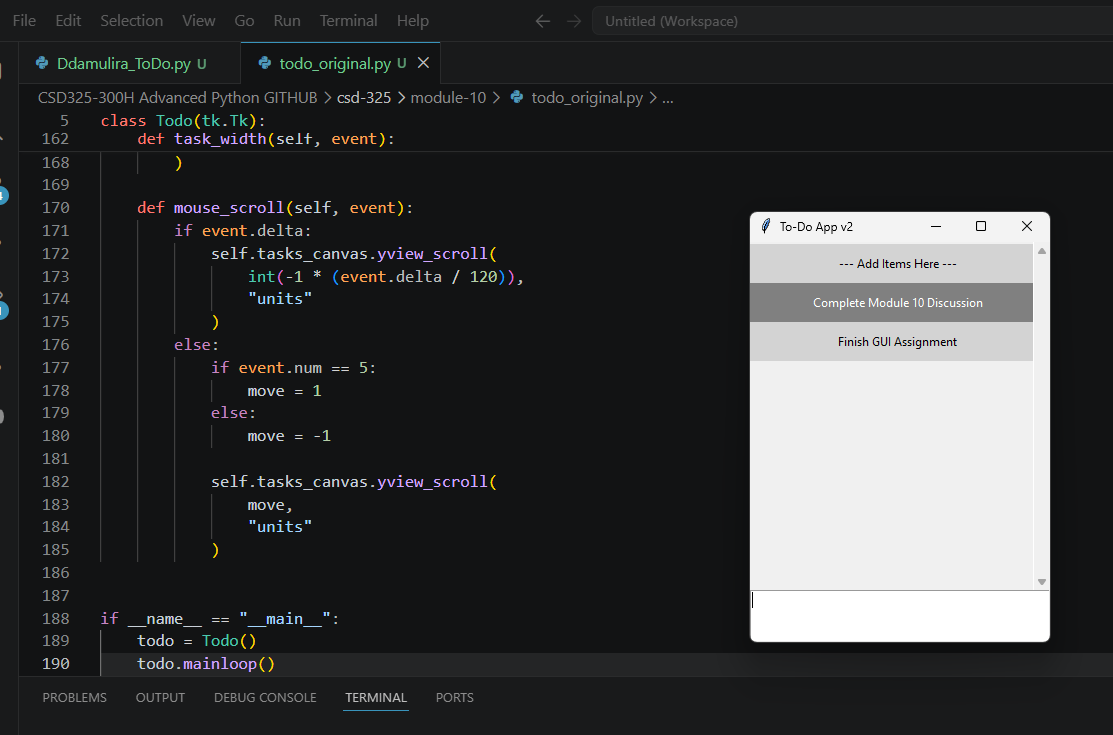 File Edit Selection View Go Run Terminal Help
Untitled (Workspace)
Ddamulira_ToDo.py U
todo_original.py U
CSD325-300H Advanced Python GITHUB > csd-325 > module-10 > todo_original.py > ...
5 class Todo(tk.Tk):
162 def task_width(self, event):
168 )
169
170 def mouse_scroll(self, event):
171 if event.delta:
172 self.tasks_canvas.yview_scroll(
173 int(-1 * (event.delta / 120)),
174 "units"
175 )
176 else:
177 if event.num == 5:
178 move = 1
179 else:
180 move = -1
181
182 self.tasks_canvas.yview_scroll(
183 move,
184 "units"
185 )
186
187
188 if __name__ == "__main__":
189 todo = Todo()
190 todo.mainloop()
PROBLEMS OUTPUT DEBUG CONSOLE TERMINAL PORTS
To-Do App v2
--- Add Items Here ---
Complete Module 10 Discussion
Finish GUI Assignment